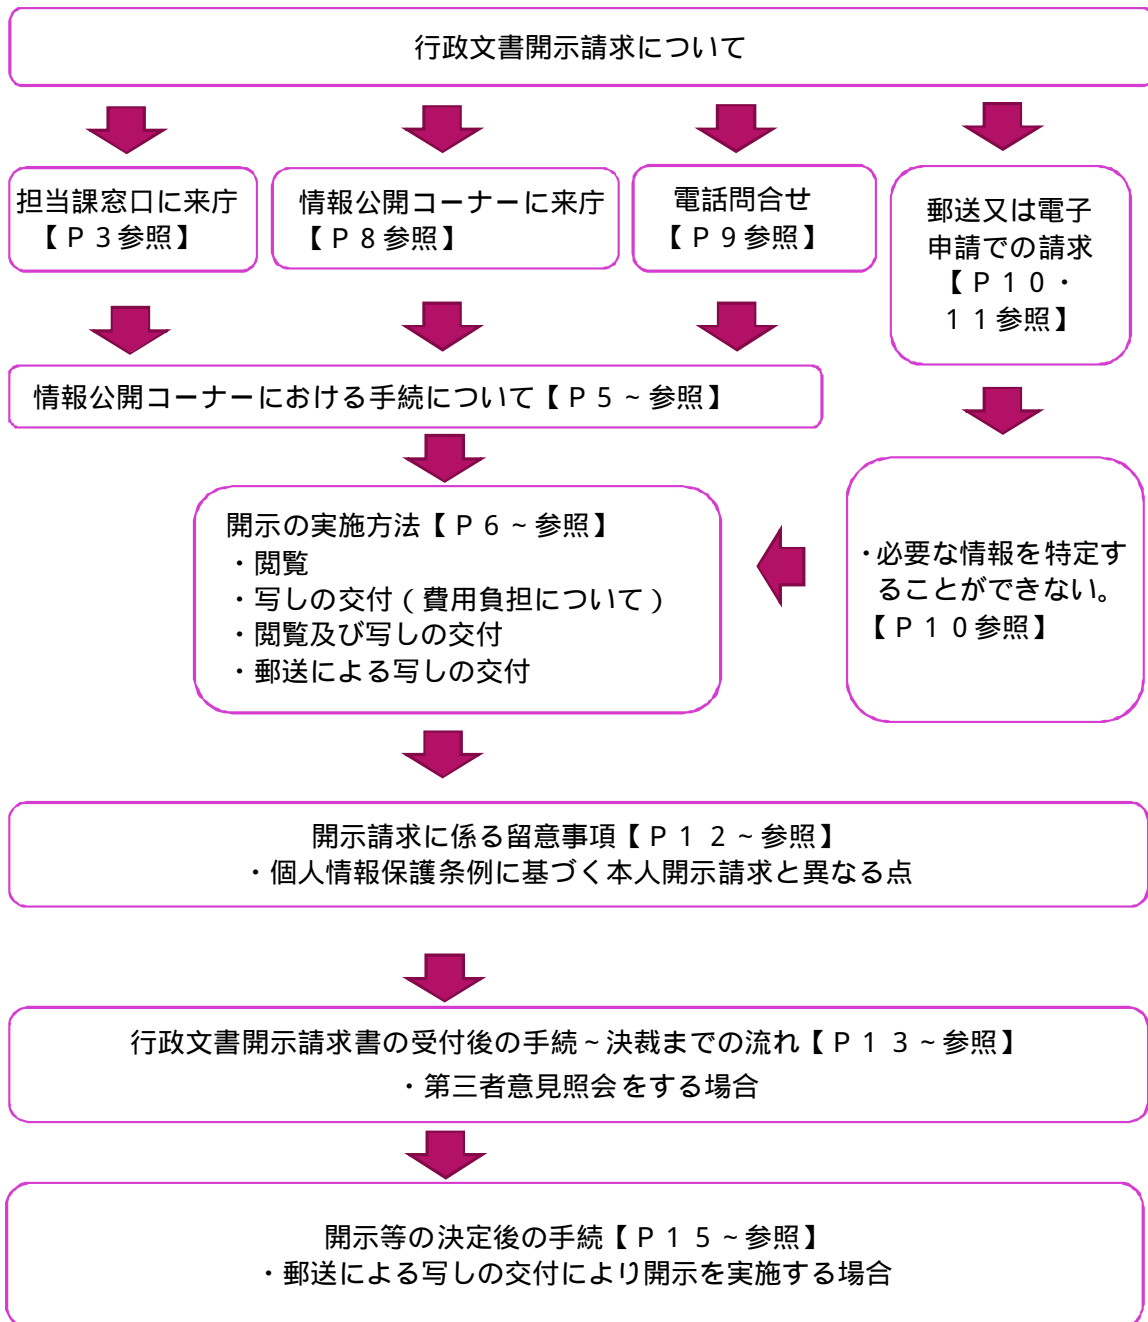 行政文書開示請求について
担当課窓口に来庁
【Ｐ３参照】
情報公開コーナーに来庁
【Ｐ８参照】
電話問合せ
【Ｐ９参照】
郵送又は電子
申請での請求
【Ｐ１０・
１１参照】
情報公開コーナーにおける手続について【Ｐ５～参照】
開示の実施方法【Ｐ６～参照】
・閲覧
・写しの交付（費用負担について）
・閲覧及び写しの交付
・郵送による写しの交付
・必要な情報を特定す
ることができない。
【Ｐ１０参照】
開示請求に係る留意事項【Ｐ１２～参照】
・個人情報保護条例に基づく本人開示請求と異なる点
行政文書開示請求書の受付後の手続～決裁までの流れ【Ｐ１３～参照】
・第三者意見照会をする場合
開示等の決定後の手続【Ｐ１５～参照】
・郵送による写しの交付により開示を実施する場合